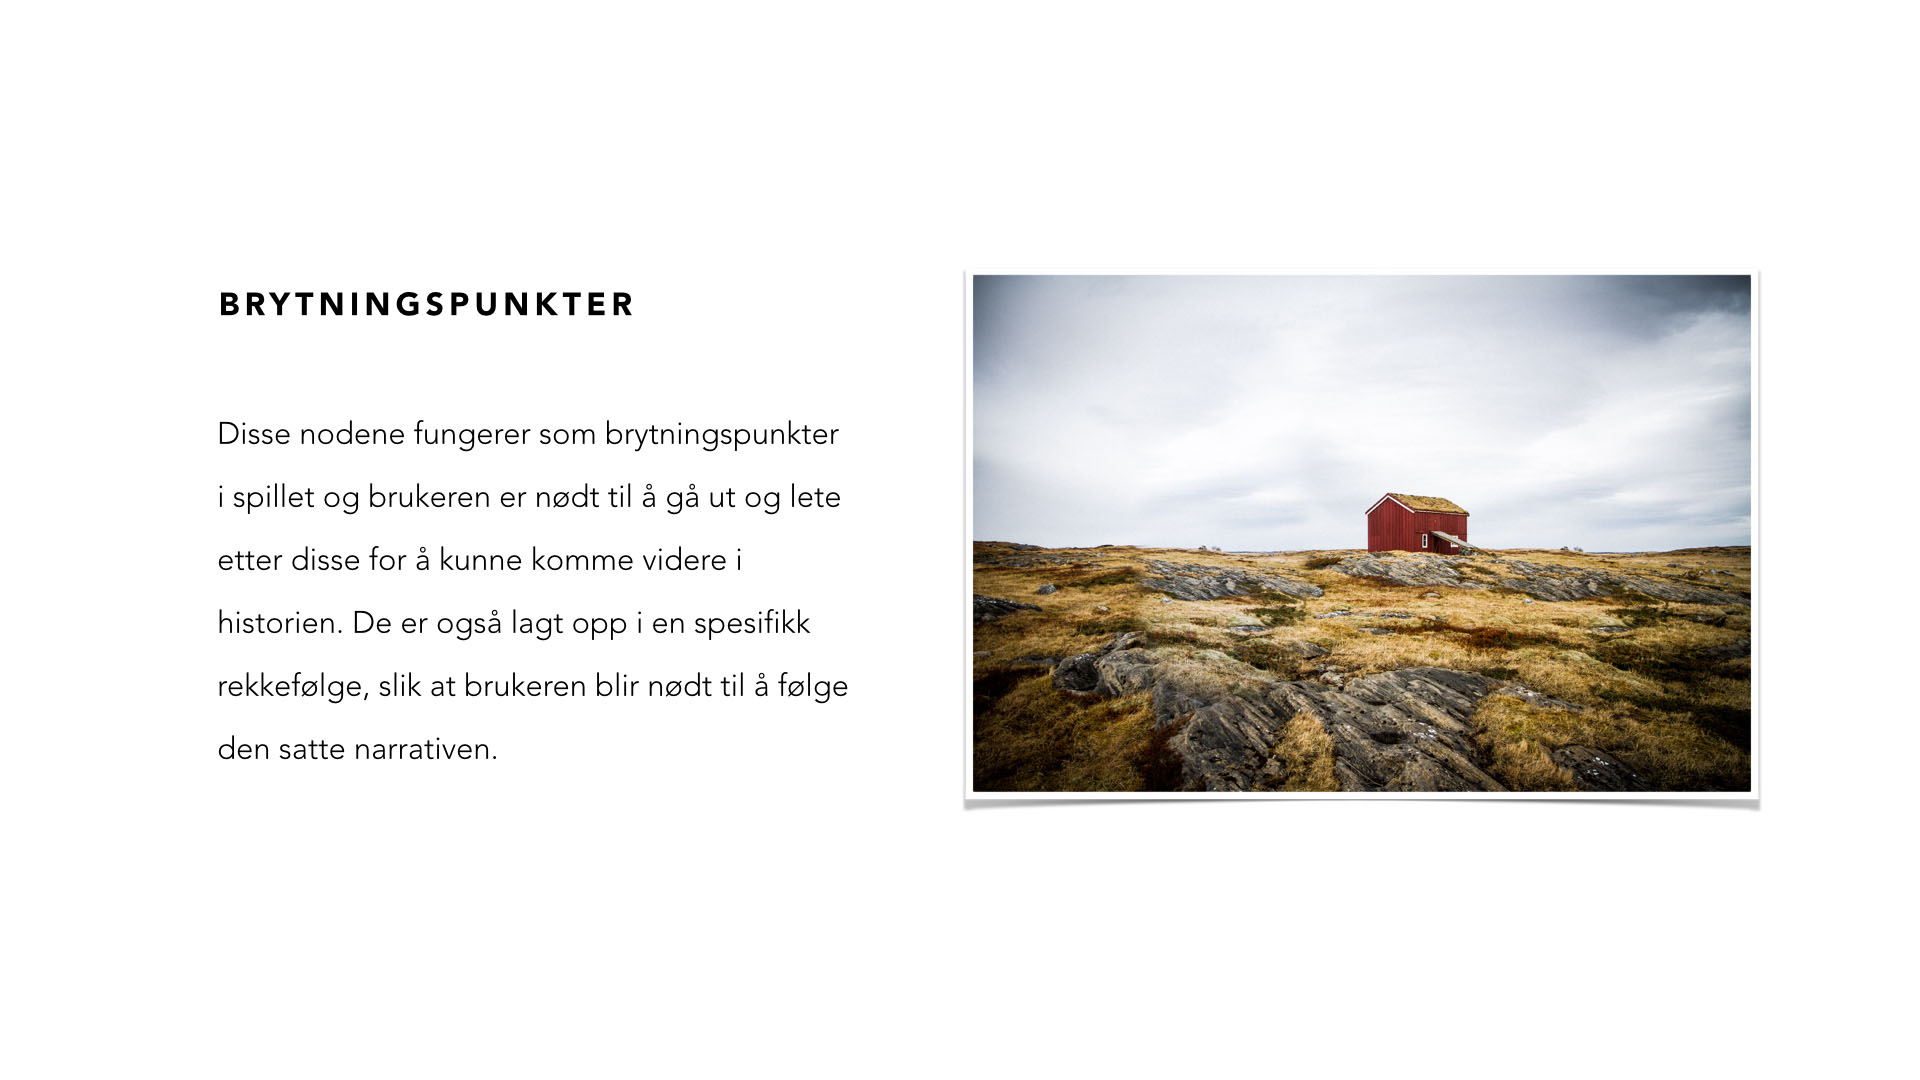 BRYTNINGSPUNKTER
Disse nodene fungerer som brytningspunkter
i spillet og brukeren er nødt til å gå ut og lete
etter disse for å kunne komme videre i
historien. De er også lagt opp i en spesifikk
rekkefølge, slik at brukeren blir nødt til å følge
den satte narrativen.